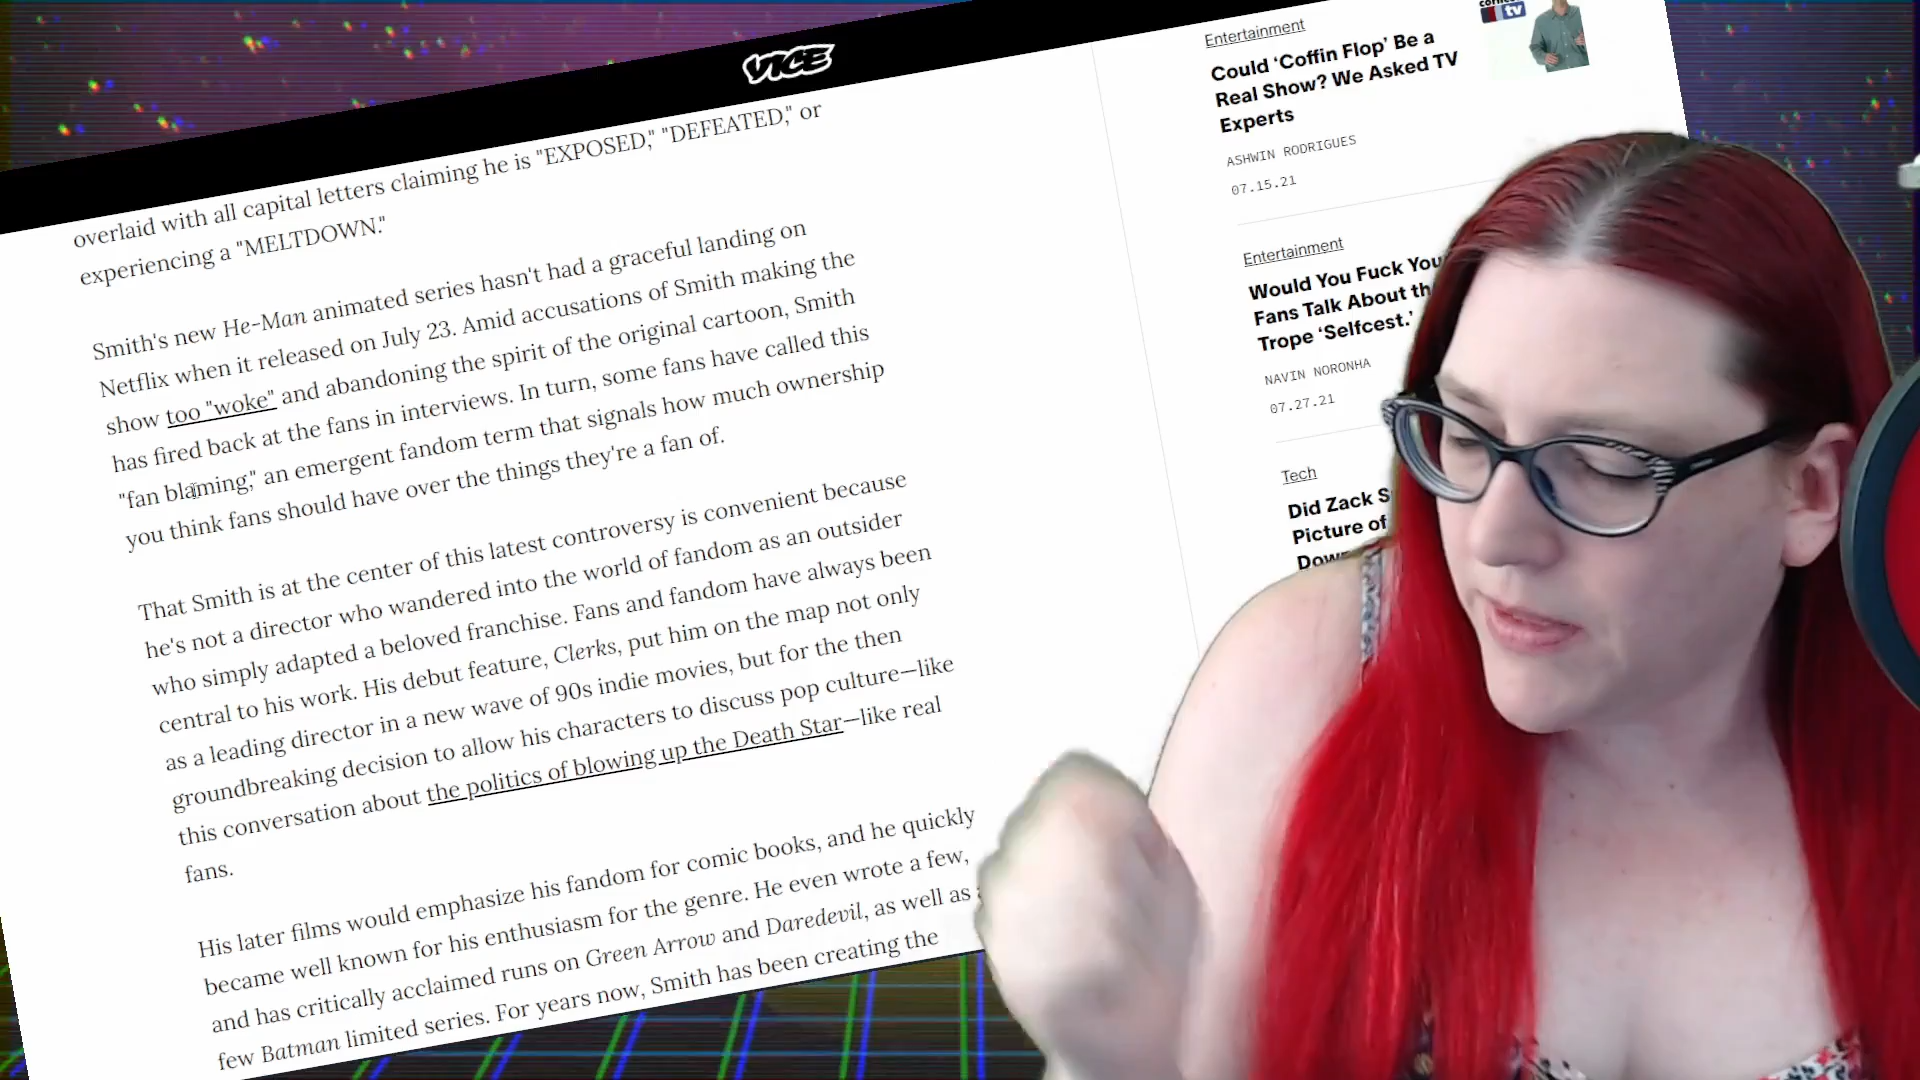 VICE
overlaid with all capital letters claiming he is "EXPOSED," "DEFEATED," or
experiencing a "MELTDOWN."
Smith's new He-Man animated series hasn't had a graceful landing on
Netflix when it released on July 23. Amid accusations of Smith making the
show too "woke" and abandoning the spirit of the original cartoon, Smith
has fired back at the fans in interviews. In turn, some fans have called this
"fan blaming," an emergent fandom term that signals how much ownership
you think fans should have over the things they're a fan of.
That Smith is at the center of this latest controversy is convenient because
he's not a director who wandered into the world of fandom as an outsider
who simply adapted a beloved franchise. Fans and fandom have always been
central to his work. His debut feature, Clerks, put him on the map not only
as a leading director in a new wave of 90s indie movies, but for the then
groundbreaking decision to allow his characters to discuss pop culture—like
this conversation about the politics of blowing up the Death Star—like real
fans.
His later films would emphasize his fandom for comic books, and he quickly
became well known for his enthusiasm for the genre. He even wrote a few,
and has critically acclaimed runs on Green Arrow and Daredevil, as well as
few Batman limited series. For years now, Smith has been creating the
tv
Entertainment
Could ‘Coffin Flop’ Be a
Real Show? We Asked TV
Experts
ASHWIN RODRIGUES
07.15.21
Entertainment
Would You Fuck You
Fans Talk About
Trope ‘Selfcest.’
NAVIN NORONHA
07.27.21
Tech
Did Zack
Picture of